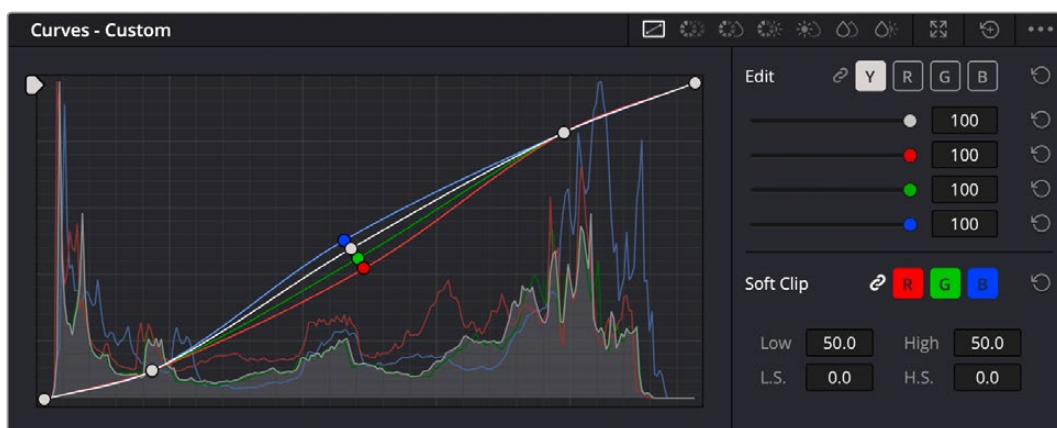 Curves - Custom
Edit Y R G B
100
100
100
100
Soft Clip R G B
Low 50.0 High 50.0
L.S. 0.0 H.S. 0.0